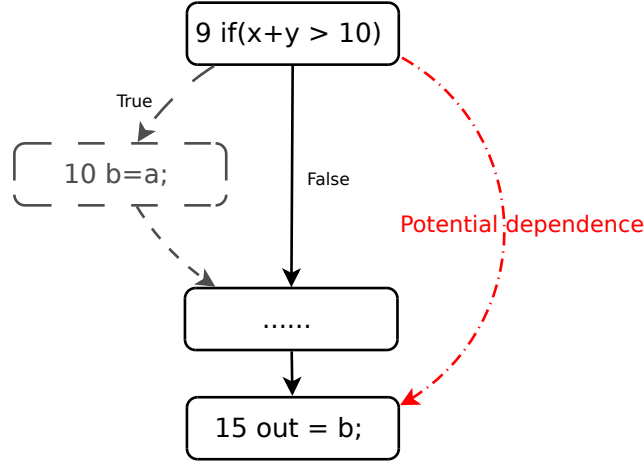 9 if(x+y > 10)
True
10 b=a;
False
Potential dependence
......
15 out = b;